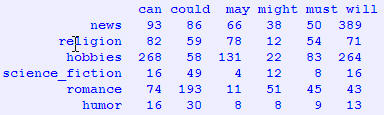 can could may might must will
news 93 86 66 38 50 389
religion 82 59 78 12 54 71
hobbies 268 58 131 22 83 264
science_fiction 16 49 4 12 8 16
romance 74 193 11 51 45 43
humor 16 30 8 8 9 13